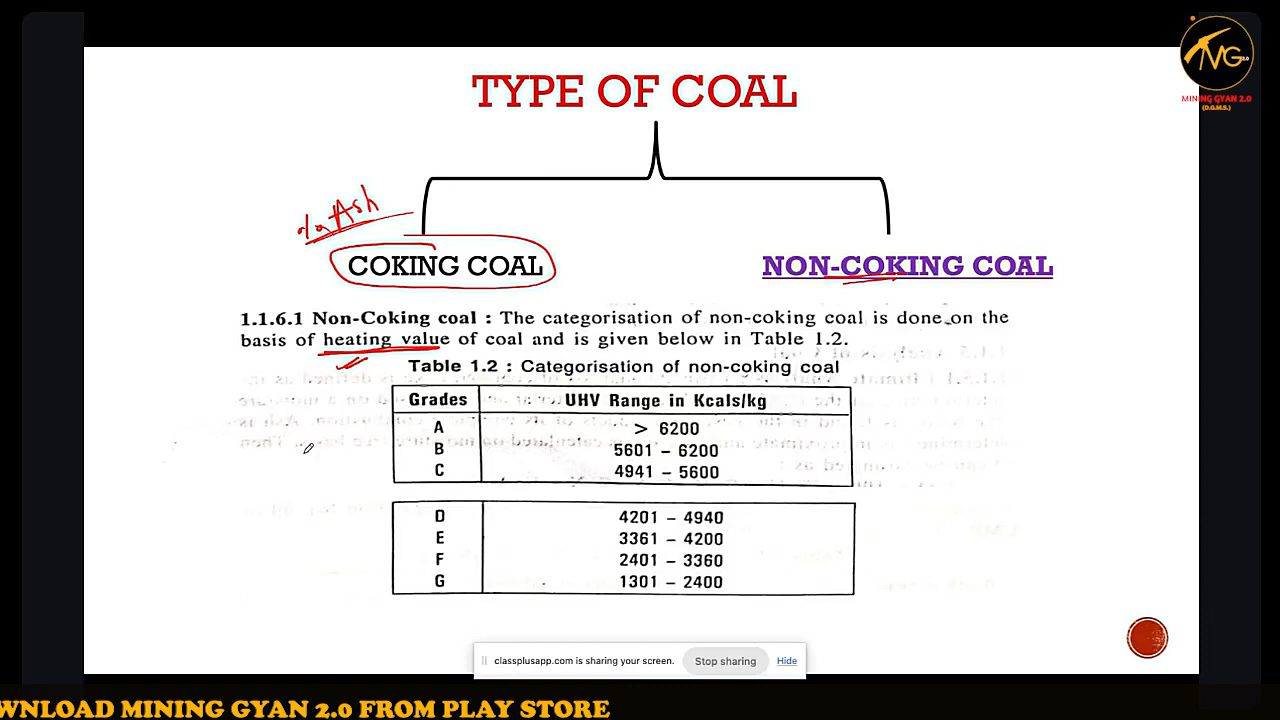 TYPE OF COAL
MINING GYAN 2.0
(D.G.M.S.)
% Ash
COKING COAL
NON-COKING COAL
1.1.6.1 Non-Coking coal : The categorisation of non-coking coal is done on the
basis of heating value of coal and is given below in Table 1.2.
Table 1.2 : Categorisation of non-coking coal
Grades UHV Range in Kcals/kg
A > 6200
B 5601 – 6200
C 4941 – 5600
D 4201 – 4940
E 3361 – 4200
F 2401 – 3360
G 1301 – 2400
classplusapp.com is sharing your screen. Stop sharing Hide
WNLOAD MINING GYAN 2.0 FROM PLAY STORE